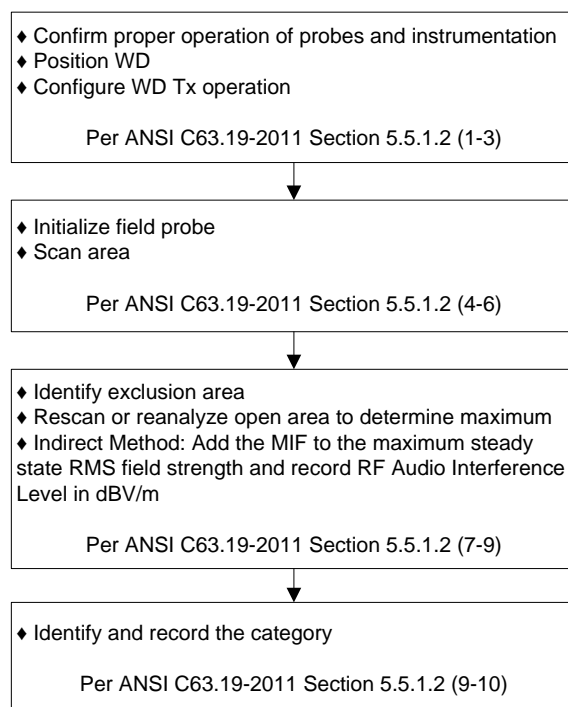 ♦ Confirm proper operation of probes and instrumentation
♦ Position WD
♦ Configure WD Tx operation
Per ANSI C63.19-2011 Section 5.5.1.2 (1-3)
♦ Initialize field probe
♦ Scan area
Per ANSI C63.19-2011 Section 5.5.1.2 (4-6)
♦ Identify exclusion area
♦ Rescan or reanalyze open area to determine maximum
♦ Indirect Method: Add the MIF to the maximum steady
state RMS field strength and record RF Audio Interference
Level in dBV/m
Per ANSI C63.19-2011 Section 5.5.1.2 (7-9)
♦ Identify and record the category
Per ANSI C63.19-2011 Section 5.5.1.2 (9-10)